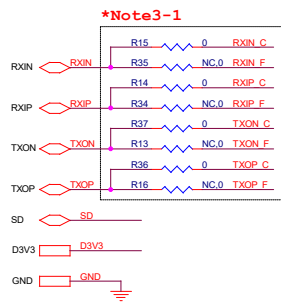 *Note3-1
R15 0 RXIN_C
RXIN RXIN R35 NC,0 RXIN_F
R14 0 RXIP_C
RXIP RXIP R34 NC,0 RXIP_F
R37 0 TXON_C
TXON TXON R13 NC,0 TXON_F
R36 0 TXOP_C
TXOP TXOP R16 NC,0 TXOP_F
SD SD
D3V3 D3V3
GND GND